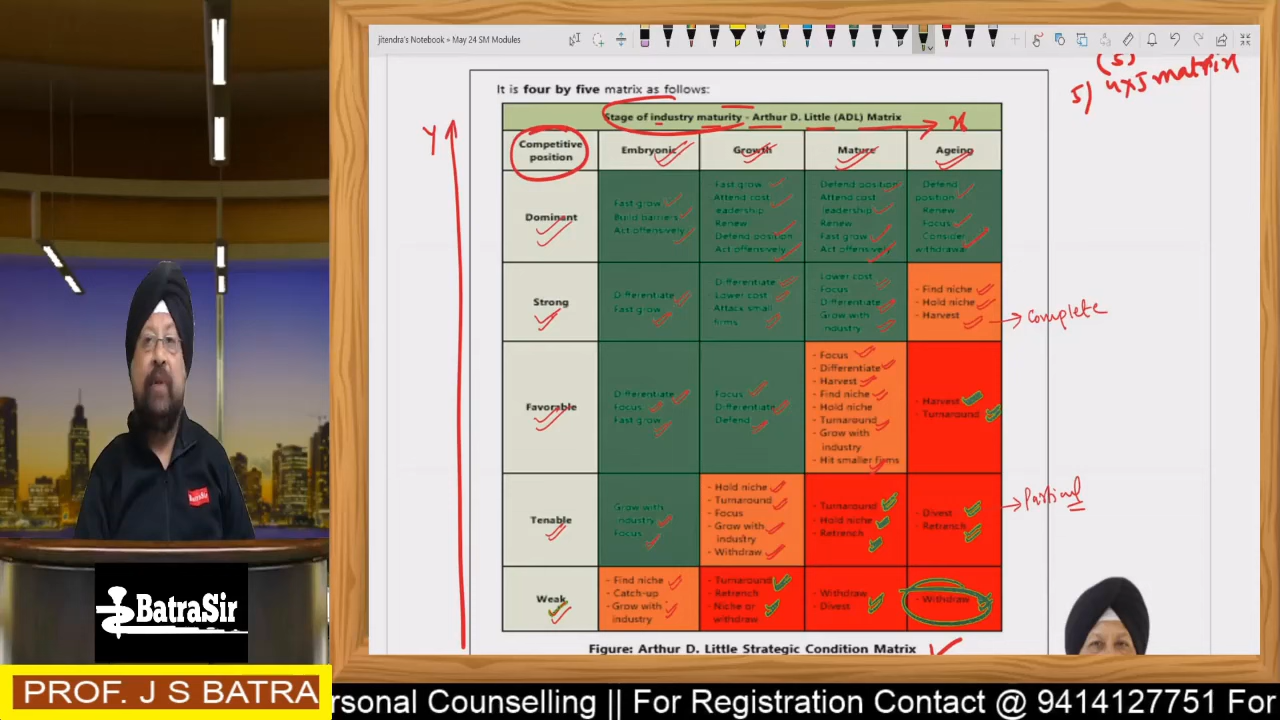 jitendra's Notebook » May 24 SM Modules
(5)
5) 4x5 matrix
It is four by five matrix as follows:
Stage of industry maturity - Arthur D. Little (ADL) Matrix
x
Y
Competitive position
Embryonic
Growth
Mature
Ageing
Dominant
Fast grow
Build barriers
Act offensively
Fast grow
Attend cost
leadership
Renew
Defend position
Act offensively
Defend position
Attend cost
leadership
Renew
Fast grow
Act offensively
Defend
position
Renew
Focus
Consider
withdrawal
Strong
Differentiate
Fast grow
Differentiate
Lower cost
Attack small
firms
Lower cost
Focus
Differentiate
Grow with
industry
- Find niche
- Hold niche
- Harvest
Complete
Favorable
Differentiate
Focus
Fast grow
Focus
Differentiate
Defend
- Focus
- Differentiate
- Harvest
- Find niche
- Hold niche
- Turnaround
- Grow with
industry
- Hit smaller firms
- Harvest
- Turnaround
Tenable
Grow with
industry
Focus
- Hold niche
- Turnaround
- Focus
- Grow with
industry
- Withdraw
- Turnaround
- Hold niche
- Retrench
- Divest
- Retrench
Partial
Weak
- Find niche
- Catch-up
- Grow with
industry
- Turnaround
- Retrench
- Niche or
withdraw
- Withdraw
- Divest
- Withdraw
Figure: Arthur D. Little Strategic Condition Matrix
BatraSir
BatraSir
PROF. J S BATRA
rsonal Counselling || For Registration Contact @ 9414127751 For